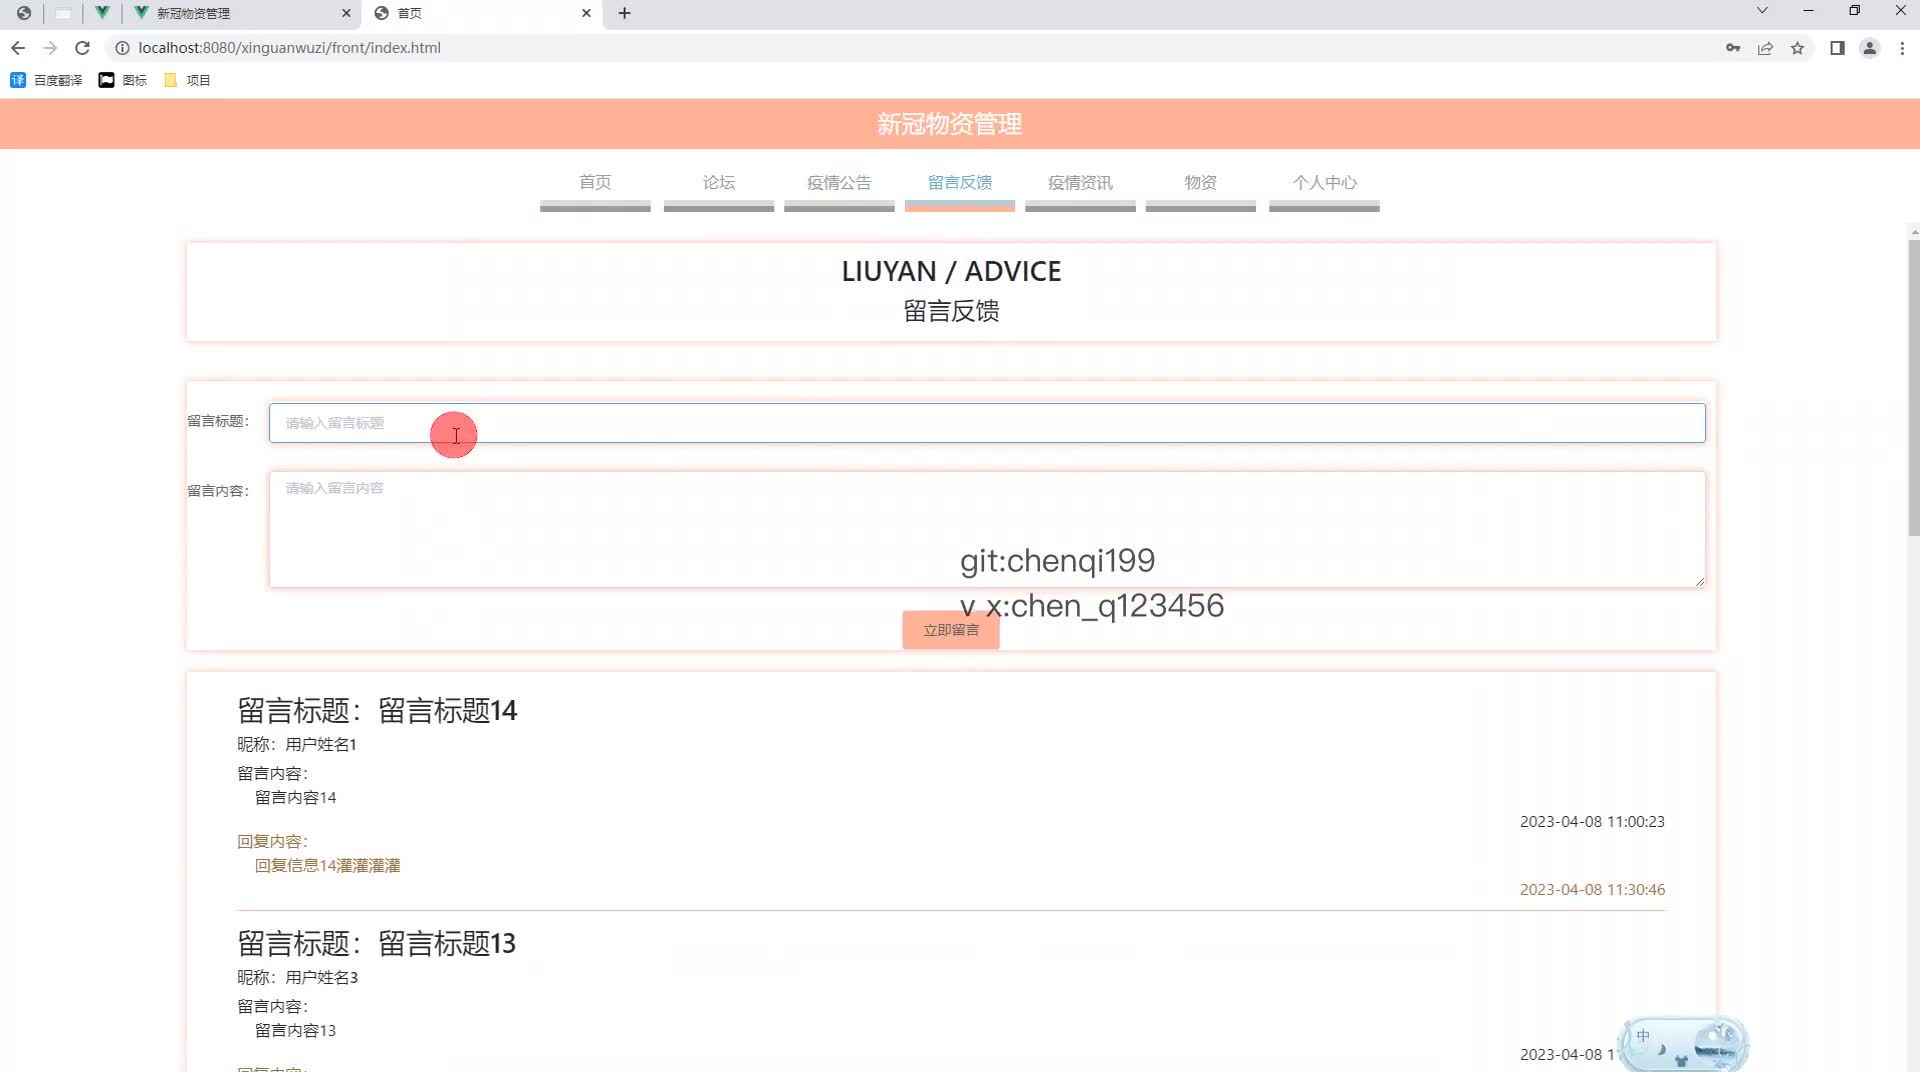 新冠物资管理
首页
localhost:8080/xinguanwuzi/front/index.html
百度翻译 图标 项目
新冠物资管理
首页 论坛 疫情公告 留言反馈 疫情资讯 物资 个人中心
LIUYAN / ADVICE
留言反馈
留言标题：
请输入留言标题
留言内容：
请输入留言内容
git:chenqi199
v x:chen_q123456
立即留言
留言标题：留言标题14
昵称：用户姓名1
留言内容：
留言内容14
2023-04-08 11:00:23
回复内容：
回复信息14灌灌灌灌
2023-04-08 11:30:46
留言标题：留言标题13
昵称：用户姓名3
留言内容：
留言内容13
2023-04-08 1
中